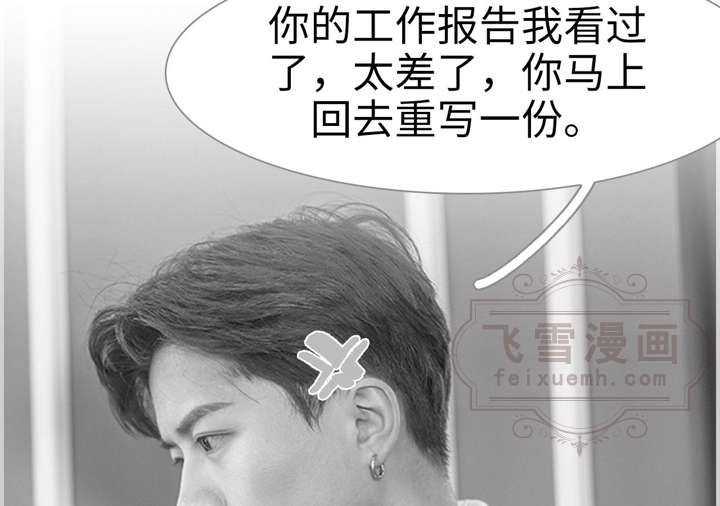 你的工作报告我看过
了，太差了，你马上
回去重写一份。
飞雪漫画
feixuemh.com